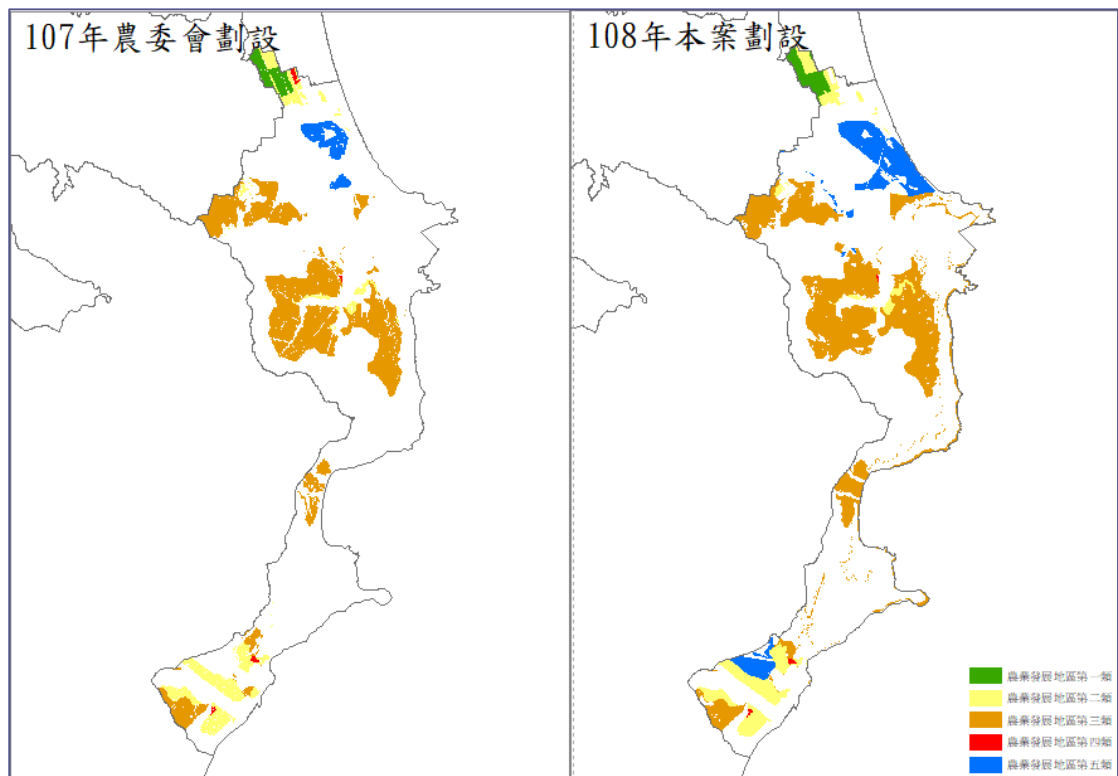 107年農委會劃設
108年本案劃設
農業發展地區第一類
農業發展地區第二類
農業發展地區第三類
農業發展地區第四類
農業發展地區第五類